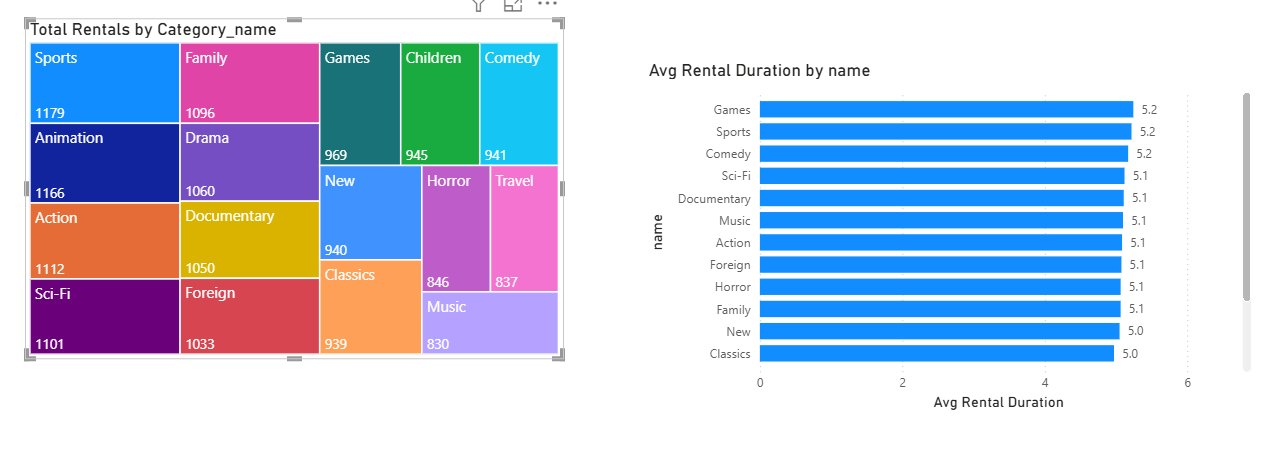 Total Rentals by Category_name
Sports
1179
Animation
1166
Action
1112
Sci-Fi
1101
Family
1096
Drama
1060
Documentary
1050
Foreign
1033
Games
969
Children
945
Comedy
941
New
940
Classics
939
Horror
846
Travel
837
Music
830
Avg Rental Duration by name
name
Games 5.2
Sports 5.2
Comedy 5.2
Sci-Fi 5.1
Documentary 5.1
Music 5.1
Action 5.1
Foreign 5.1
Horror 5.1
Family 5.1
New 5.0
Classics 5.0
0 2 4 6
Avg Rental Duration